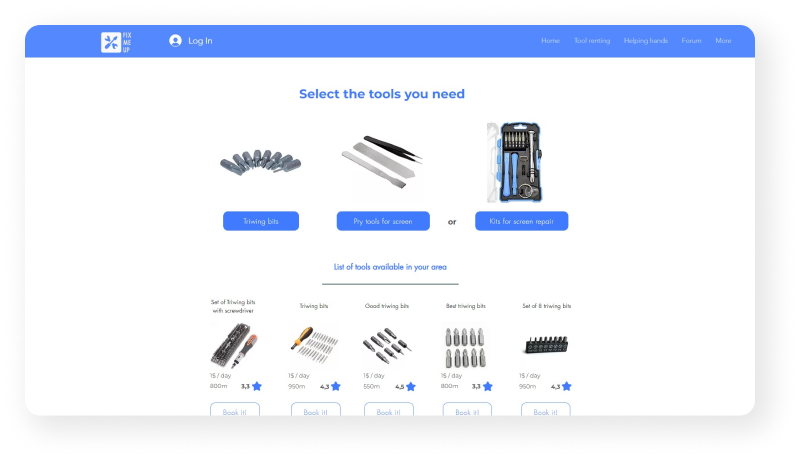 FIX
ME
UP
Log In
Home Tool renting Helping hands Forum More
Select the tools you need
Triwing bits
Pry tools for screen
or
Kits for screen repair
List of tools available in your area
Set of Triwing bits
with screwdriver
Triwing bits
Good triwing bits
Best triwing bits
Set of 8 triwing bits
1$ / day
1$ / day
1$ / day
1$ / day
1$ / day
800m 3,3
950m 4,3
550m 4,5
800m 3,3
950m 4,3
Book it!
Book it!
Book it!
Book it!
Book it!